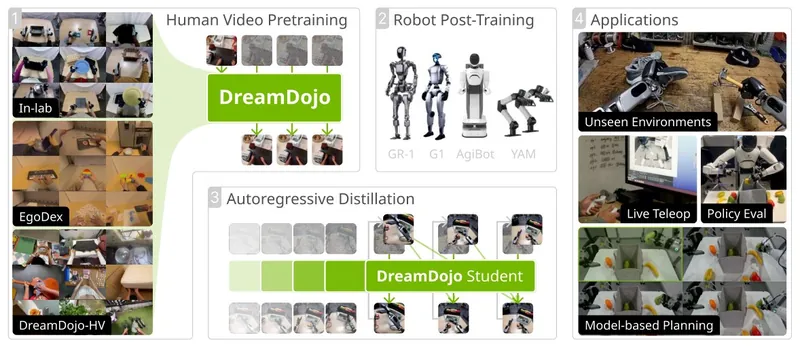 1
Human Video Pretraining
In-lab
EgoDex
DreamDojo-HV
DreamDojo
2
Robot Post-Training
GR-1
G1
AgiBot
YAM
3
Autoregressive Distillation
DreamDojo Student
4
Applications
Unseen Environments
Live Teleop
Policy Eval
Model-based Planning